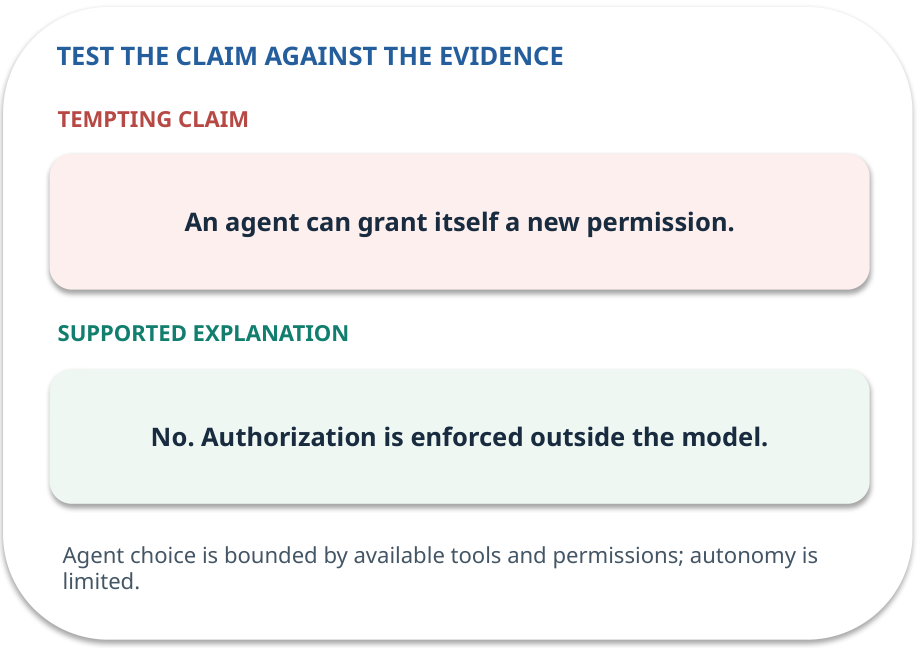 TEST THE CLAIM AGAINST THE EVIDENCE
TEMPTING CLAIM
An agent can grant itself a new permission.
SUPPORTED EXPLANATION
No. Authorization is enforced outside the model.
Agent choice is bounded by available tools and permissions; autonomy is
limited.